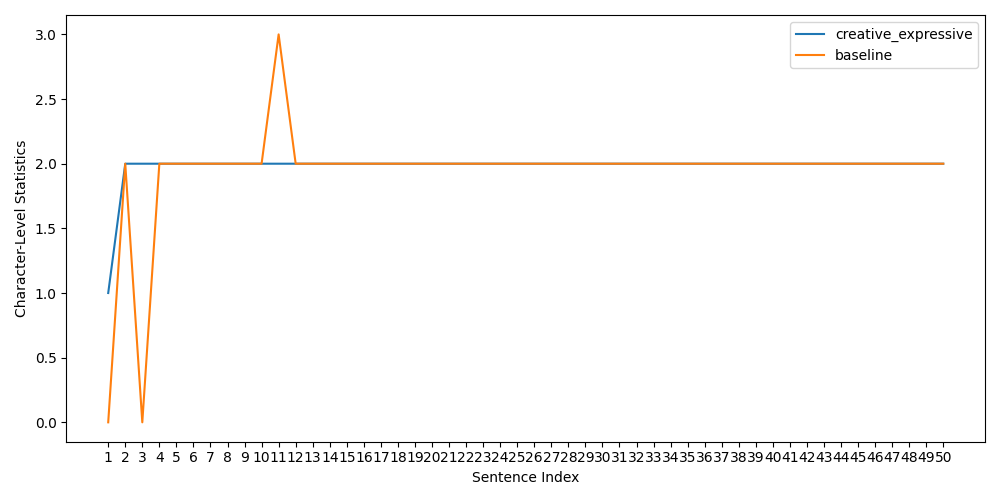 3.0
2.5
2.0
1.5
1.0
0.5
0.0
Character-Level Statistics
creative_expressive
baseline
1 2 3 4 5 6 7 8 9 10 11 12 13 14 15 16 17 18 19 20 21 22 23 24 25 26 27 28 29 30 31 32 33 34 35 36 37 38 39 40 41 42 43 44 45 46 47 48 49 50
Sentence Index